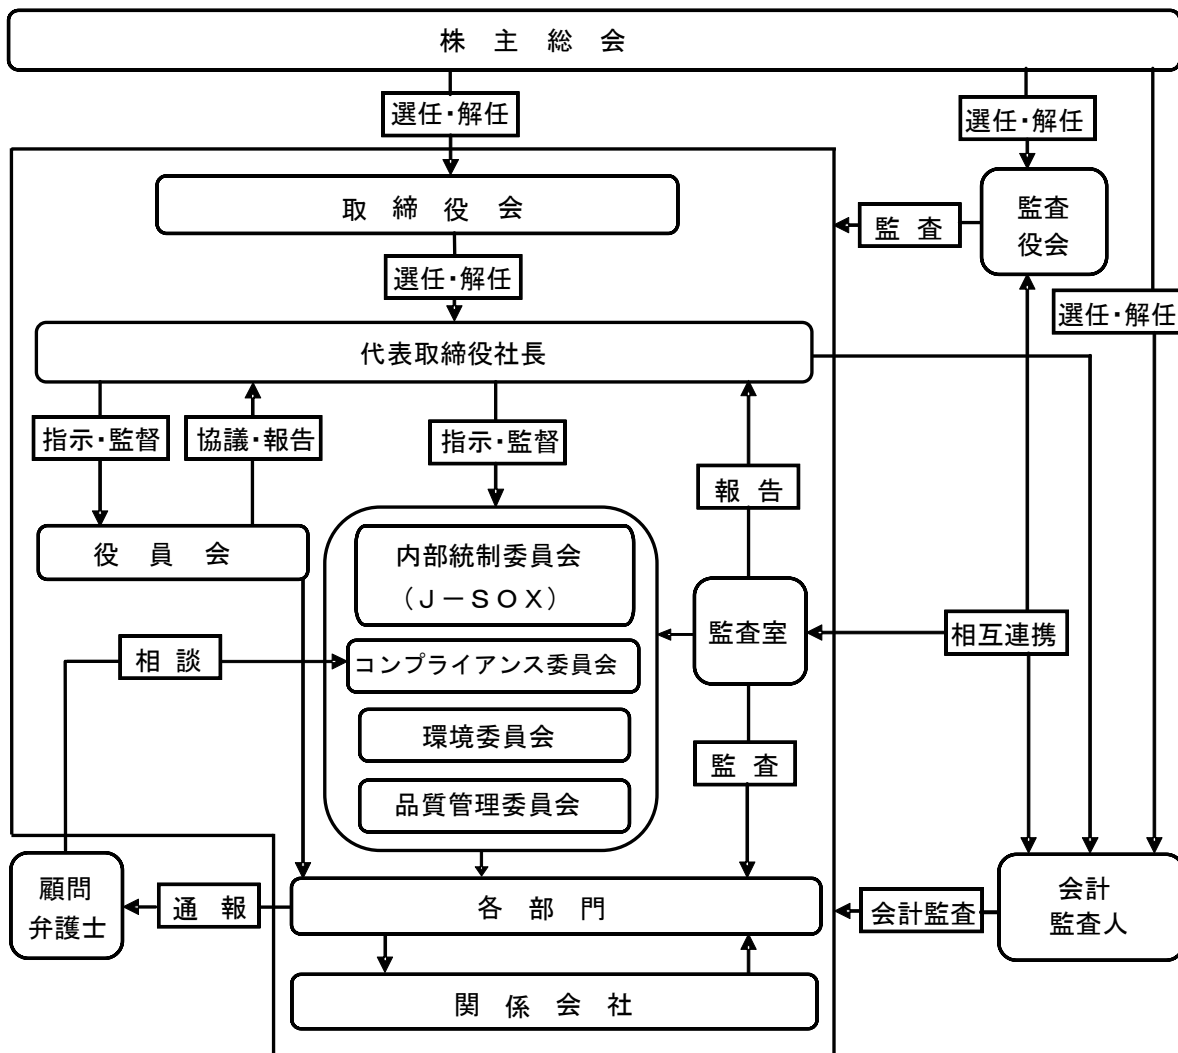 株 主 総 会
選任・解任
選任・解任
取 締 役 会
監査
役会
監 査
選任・解任
選任・解任
代表取締役社長
指示・監督
協議・報告
指示・監督
報 告
役 員 会
内部統制委員会
(J-SOX)
監査室
相互連携
相 談
コンプライアンス委員会
環境委員会
監 査
品質管理委員会
顧問
弁護士
通 報
各 部 門
会計監査
会計
監査人
関 係 会 社